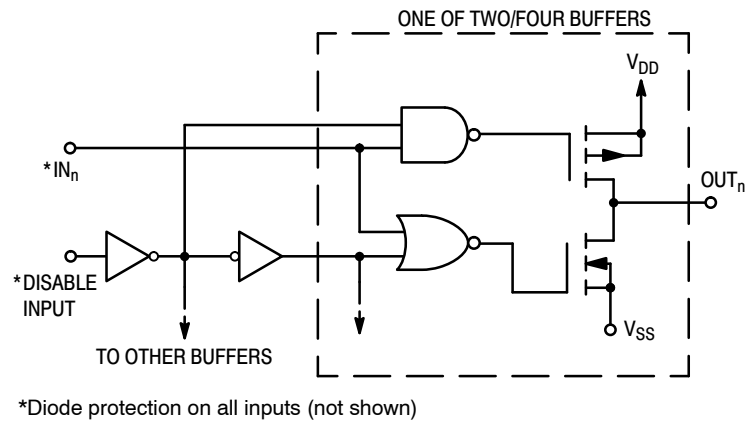 ONE OF TWO/FOUR BUFFERS
VDD
*INn
OUTn
*DISABLE
INPUT
VSS
TO OTHER BUFFERS
*Diode protection on all inputs (not shown)